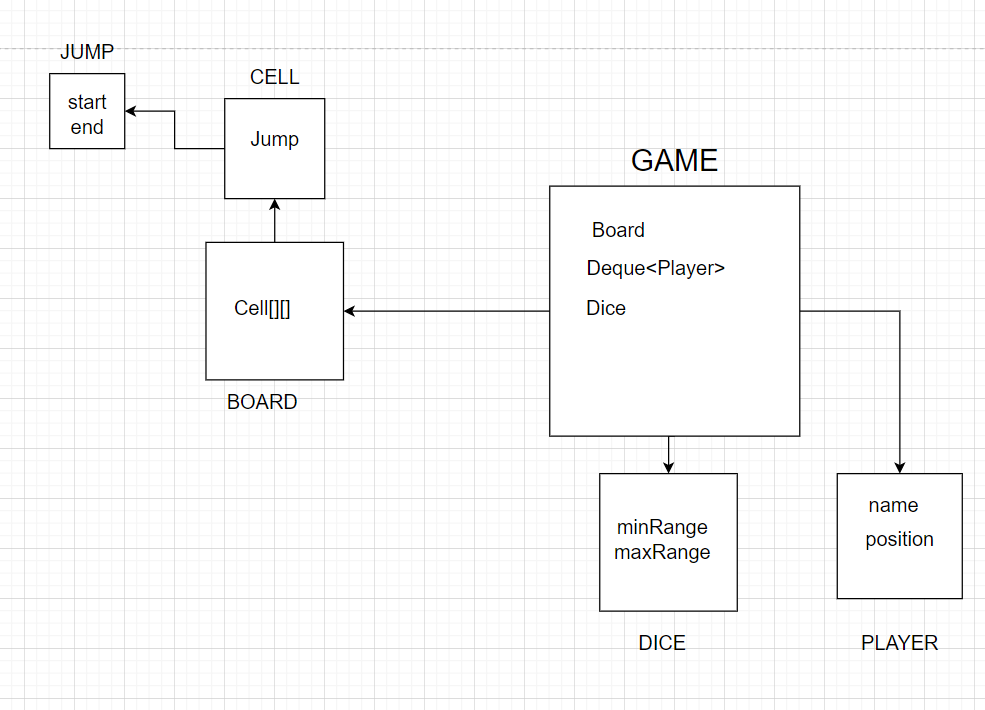 JUMP
start
end
CELL
Jump
Cell[][]
BOARD
GAME
Board
Deque<Player>
Dice
minRange
maxRange
DICE
name
position
PLAYER